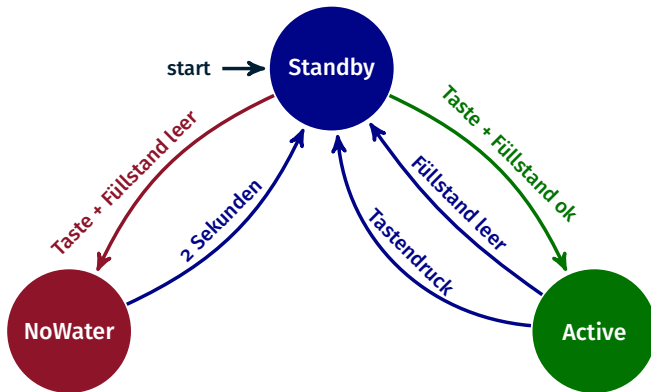 start
Standby
Taste + Füllstand leer
2 Sekunden
Tastendruck
Füllstand leer
Taste + Füllstand ok
NoWater
Active